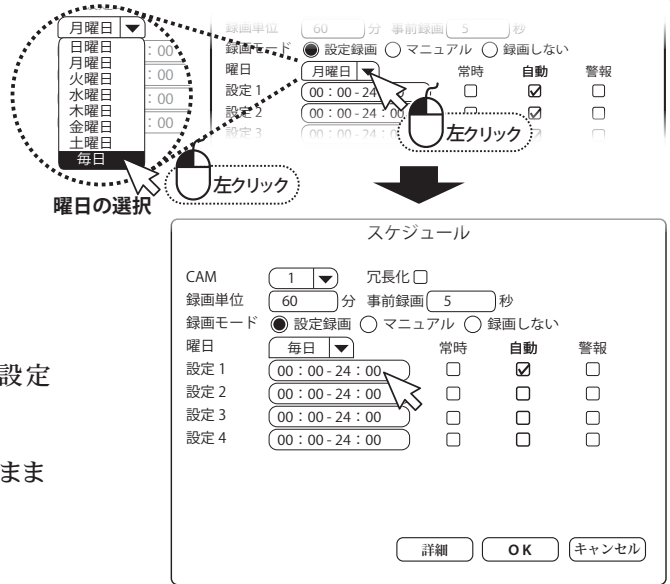 録画単位 60 分 事前録画 5 秒
録画モード 設定録画 マニュアル 録画しない
曜日 月曜日 常時 自動 警報
設定 1 00:00-24
設定 2 00:00-24:00
設定 3 00:00-24:0
左クリック
月曜日
日曜日 :00
月曜日
火曜日 :00
水曜日
木曜日 :00
金曜日
土曜日 :00
毎日
左クリック
曜日の選択
スケジュール
CAM 1 冗長化
録画単位 60 分 事前録画 5 秒
録画モード 設定録画 マニュアル 録画しない
曜日 毎日 常時 自動 警報
設定 1 00:00-24:00
設定 2 00:00-24:00
設定 3 00:00-24:00
設定 4 00:00-24:00
詳細 OK キャンセル
設定
まま